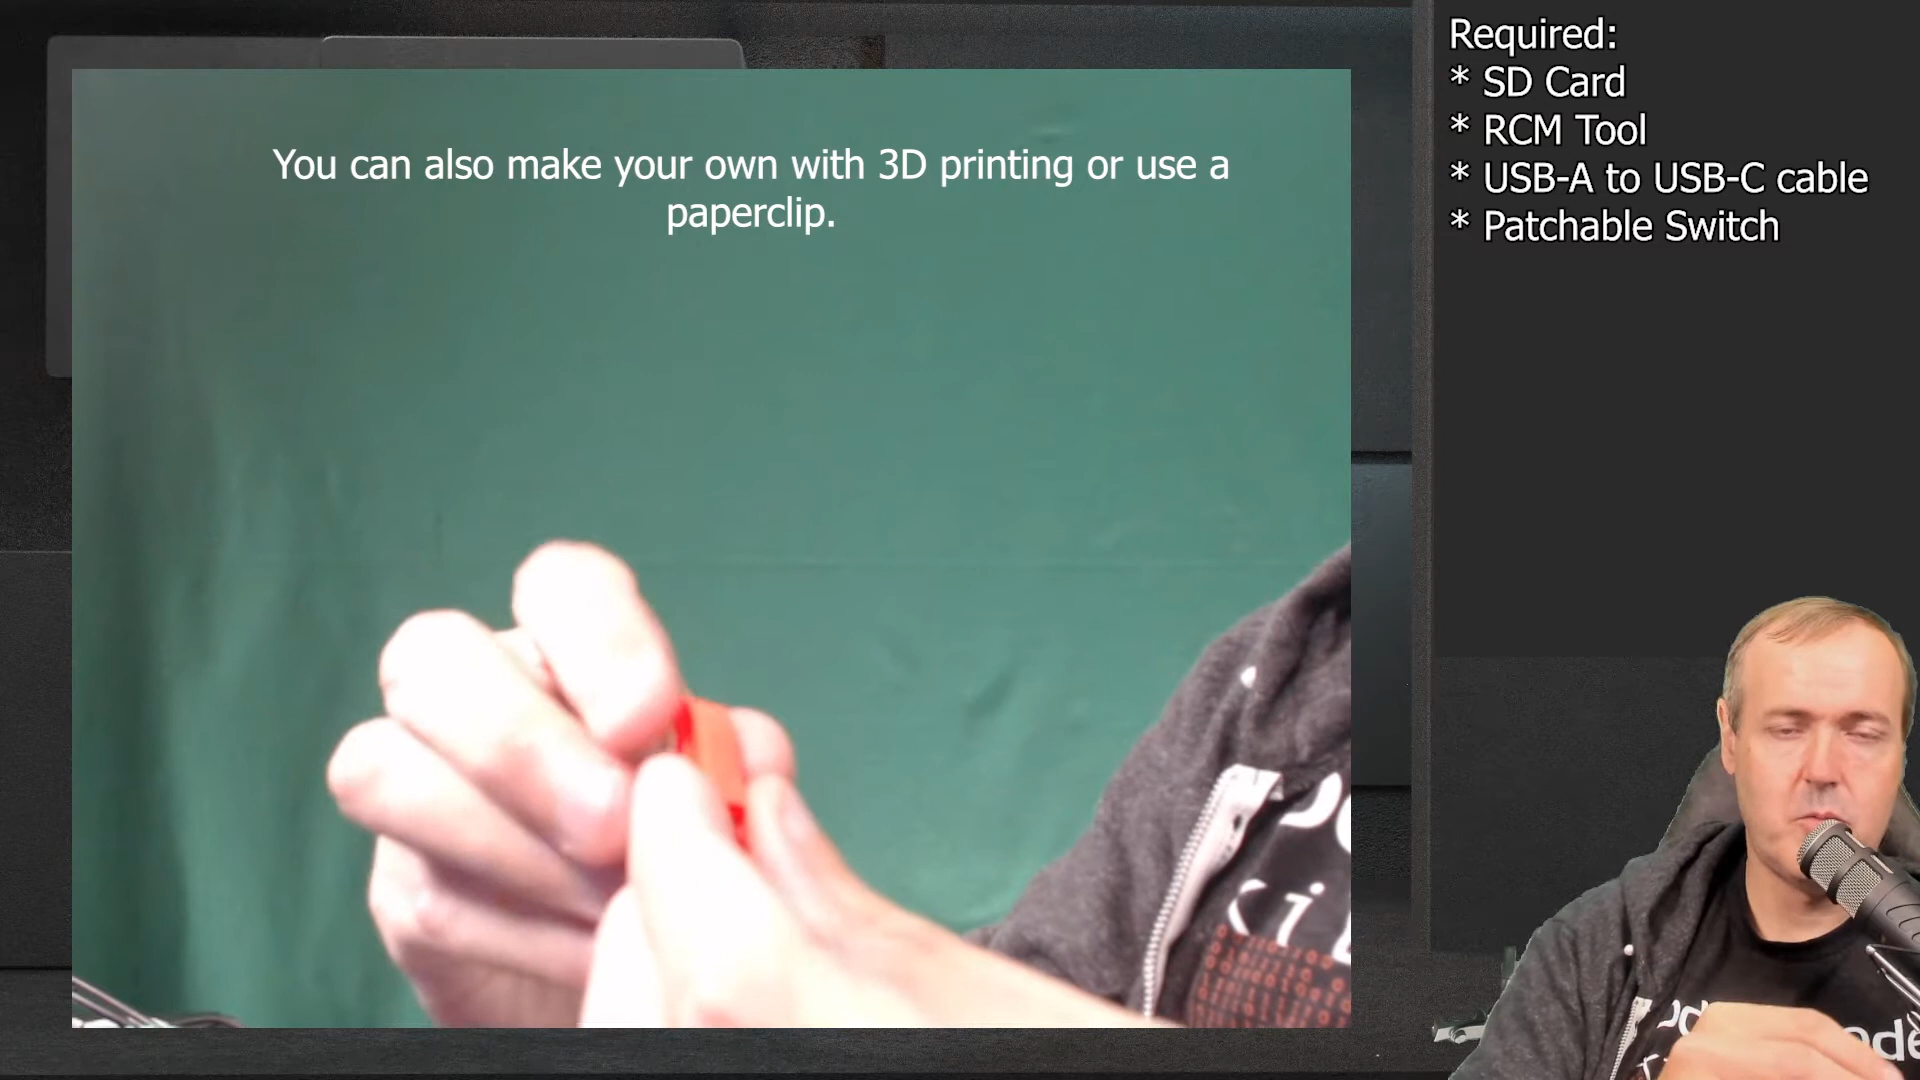 Required:
* SD Card
* RCM Tool
* USB-A to USB-C cable
* Patchable Switch
You can also make your own with 3D printing or use a
paperclip.